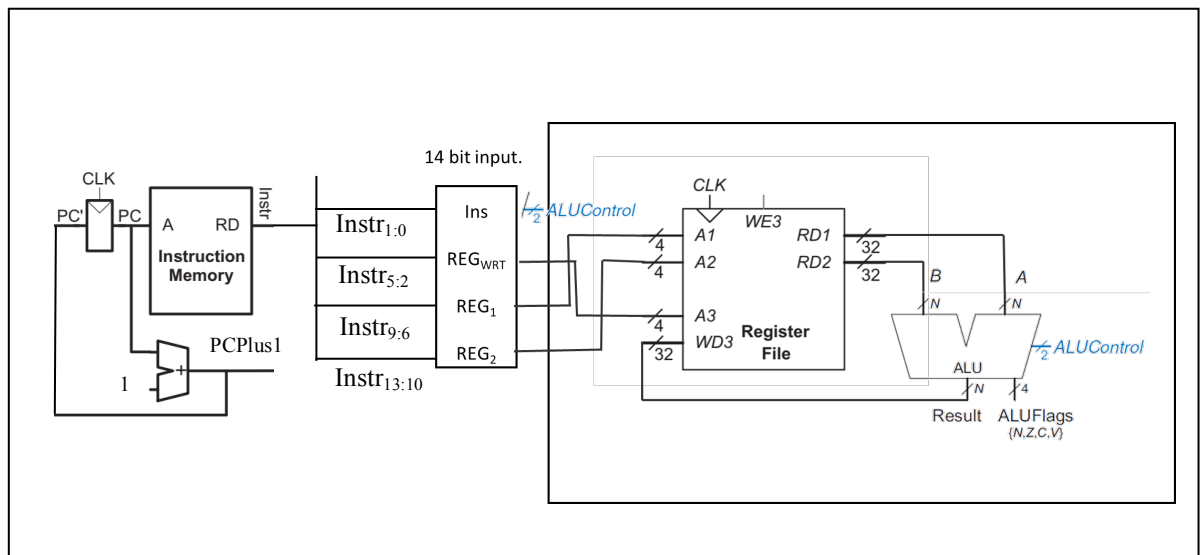 14 bit input.
CLK
PC'
PC
A
RD
Instr
Instruction
Memory
PCPlus1
1
+
Instr1:0
Instr5:2
Instr9:6
Instr13:10
Ins
REGWRT
REG1
REG2
2
ALUControl
CLK
WE3
A1
4
A2
4
A3
4
WD3
32
RD1
32
RD2
32
Register
File
B
A
N
N
ALU
2
ALUControl
N
4
Result
ALUFlags
{N,Z,C,V}